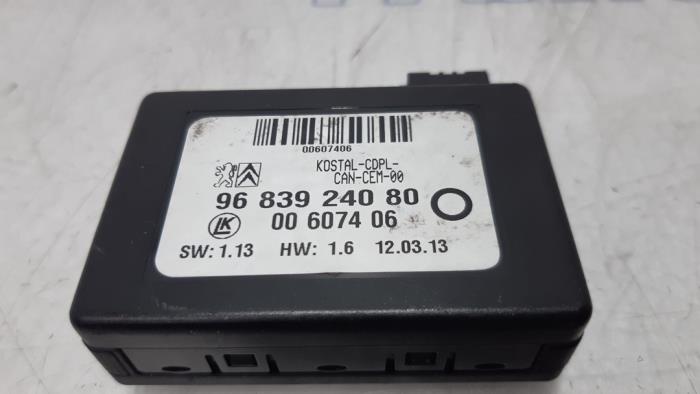 00607406
KOSTAL-CDPL-
CAN-CEM-00
96 839 240 80
LK
00 6074 06
SW: 1.13 HW: 1.6 12.03.13